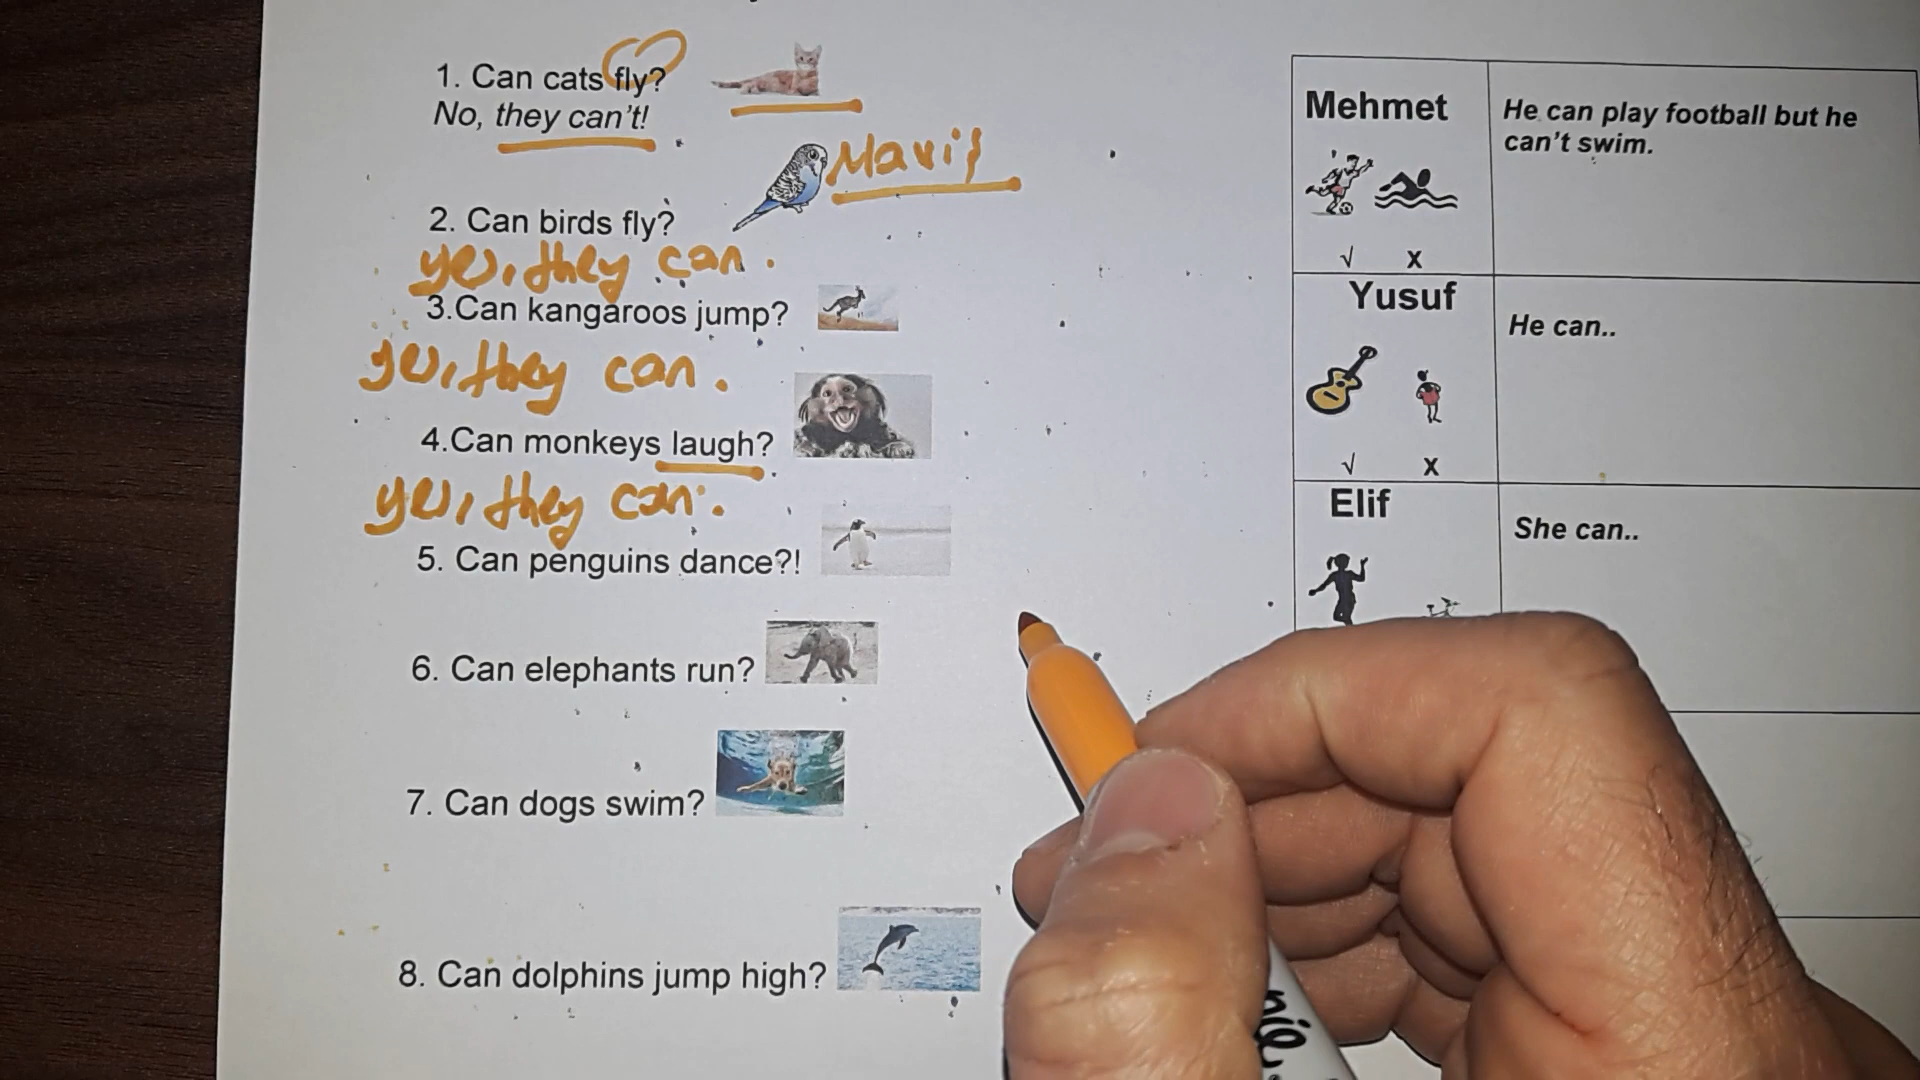 1. Can cats fly?
No, they can't!
Maviş
2. Can birds fly?
yes, they can.
3.Can kangaroos jump?
yes, they can.
4.Can monkeys laugh?
yes, they can.
5. Can penguins dance?!
6. Can elephants run?
7. Can dogs swim?
8. Can dolphins jump high?
Mehmet
He can play football but he
can't swim.
√ X
Yusuf
He can..
√ X
Elif
She can..